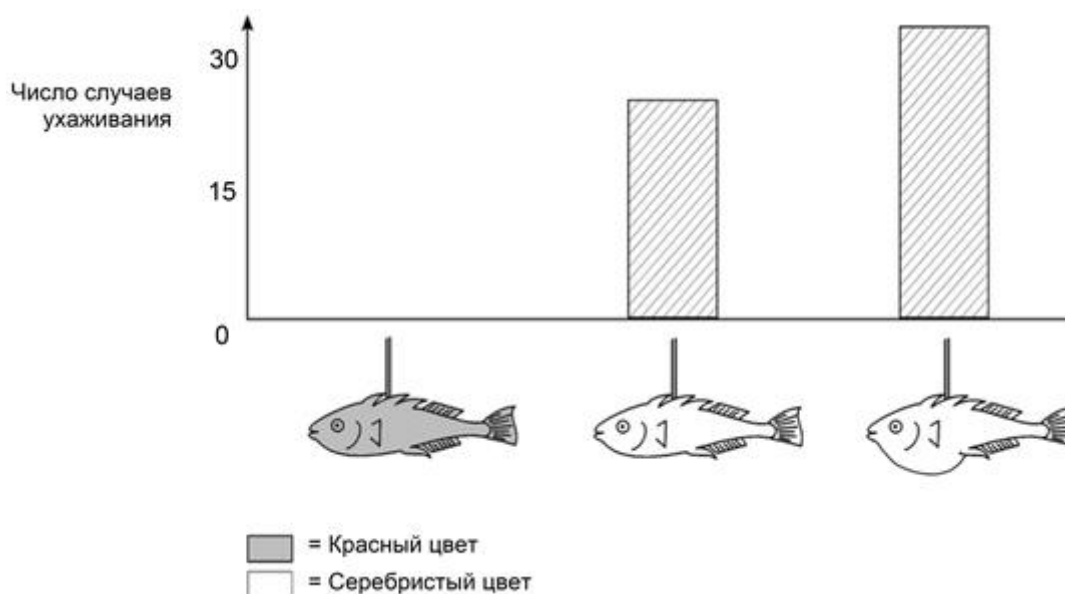 30
Число случаев
ухаживания
15
0
= Красный цвет
= Серебристый цвет